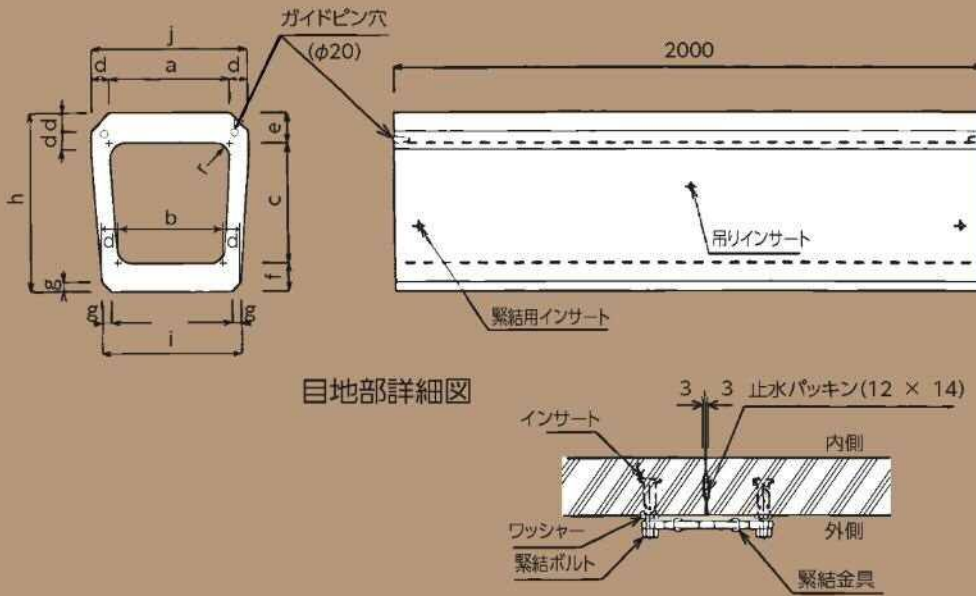 ガイドピン穴
(φ20)
j
d a d
d
d
e
h
r
c
b
d d
g
f
g g
i
2000
吊りインサート
緊結用インサート
目地部詳細図
3 3 止水パッキン(12 × 14)
インサート
内側
ワッシャー
外側
緊結ボルト
緊結金具